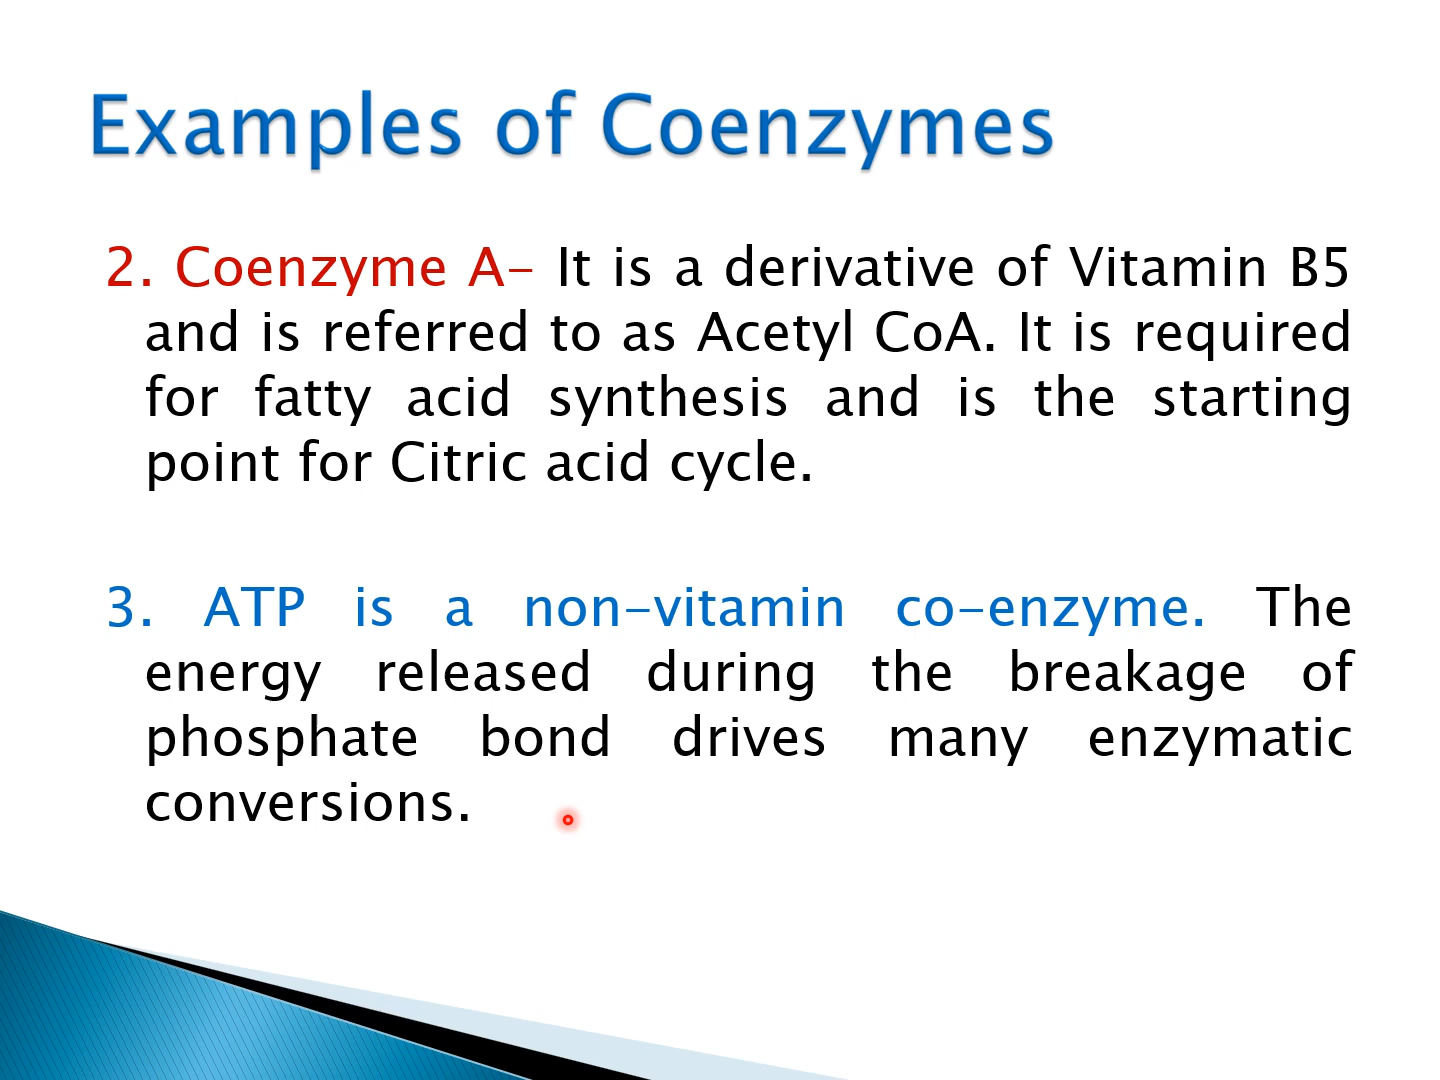 Examples of Coenzymes
2. Coenzyme A- It is a derivative of Vitamin B5
and is referred to as Acetyl CoA. It is required
for fatty acid synthesis and is the starting
point for Citric acid cycle.
3. ATP is a non-vitamin co-enzyme. The
energy released during the breakage of
phosphate bond drives many enzymatic
conversions.